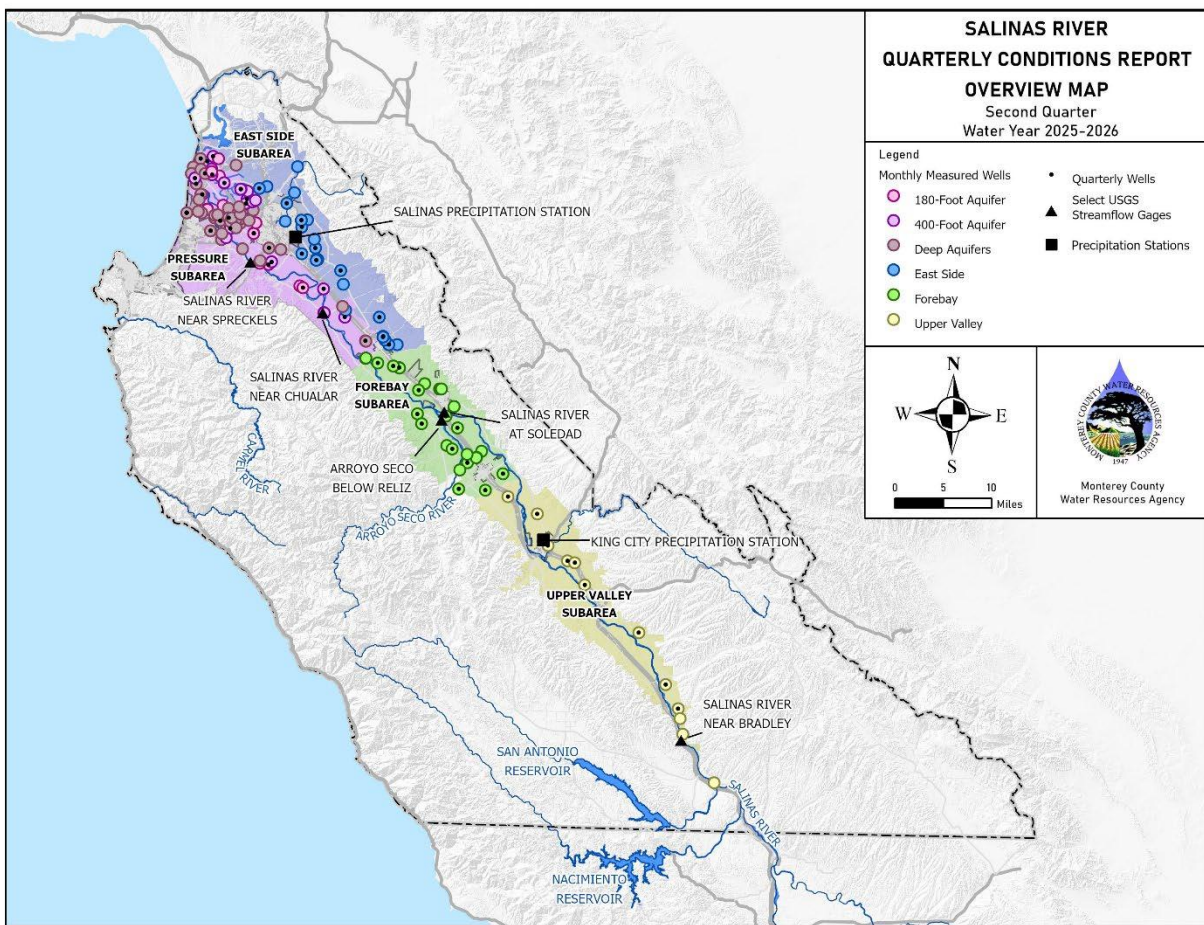 SALINAS RIVER
QUARTERLY CONDITIONS REPORT
OVERVIEW MAP
Second Quarter
Water Year 2025-2026
Legend
Monthly Measured Wells
180-Foot Aquifer
400-Foot Aquifer
Deep Aquifers
East Side
Forebay
Upper Valley
Quarterly Wells
Select USGS
Streamflow Gages
Precipitation Stations
N
W
E
S
0 5 10
Miles
MONTEREY COUNTY WATER RESOURCES AGENCY
1947
Monterey County
Water Resources Agency
EAST SIDE
SUBAREA
SALINAS PRECIPITATION STATION
PRESSURE
SUBAREA
SALINAS RIVER
NEAR SPRECKELS
SALINAS RIVER
NEAR CHUALAR
FOREBAY
SUBAREA
SALINAS RIVER
AT SOLEDAD
CARMEL
RIVER
ARROYO SECO
BELOW RELIZ
ARROYO SECO RIVER
KING CITY PRECIPITATION STATION
UPPER VALLEY
SUBAREA
SALINAS RIVER
NEAR BRADLEY
SAN ANTONIO
RESERVOIR
SALINAS RIVER
NACIMIENTO
RESERVOIR